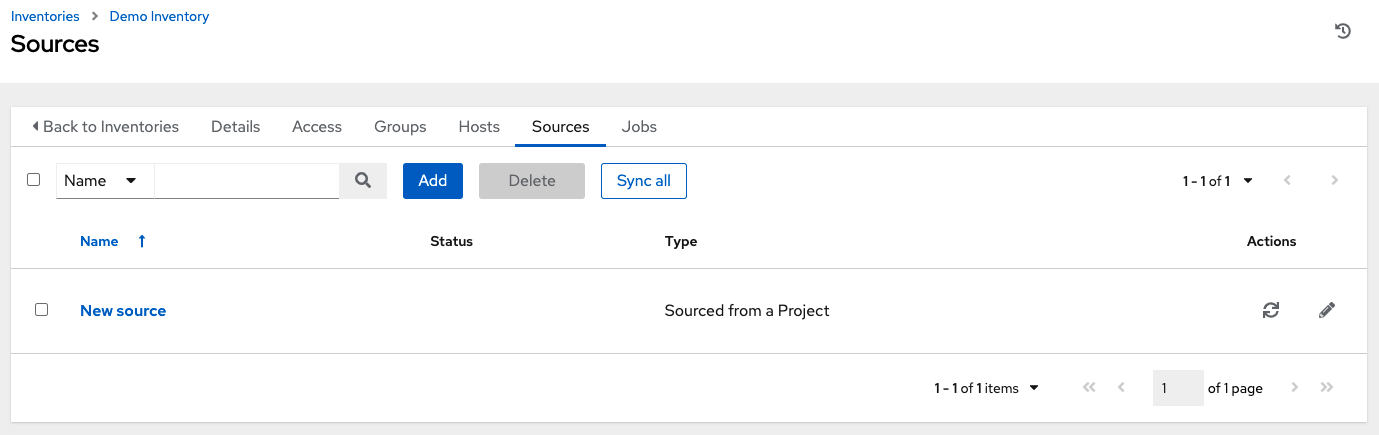 Inventories Demo Inventory
Sources
Back to Inventories Details Access Groups Hosts Sources Jobs
Name Add Delete Sync all 1 - 1 of 1
Name Status Type Actions
New source Sourced from a Project
1 - 1 of 1 items 1 of 1 page